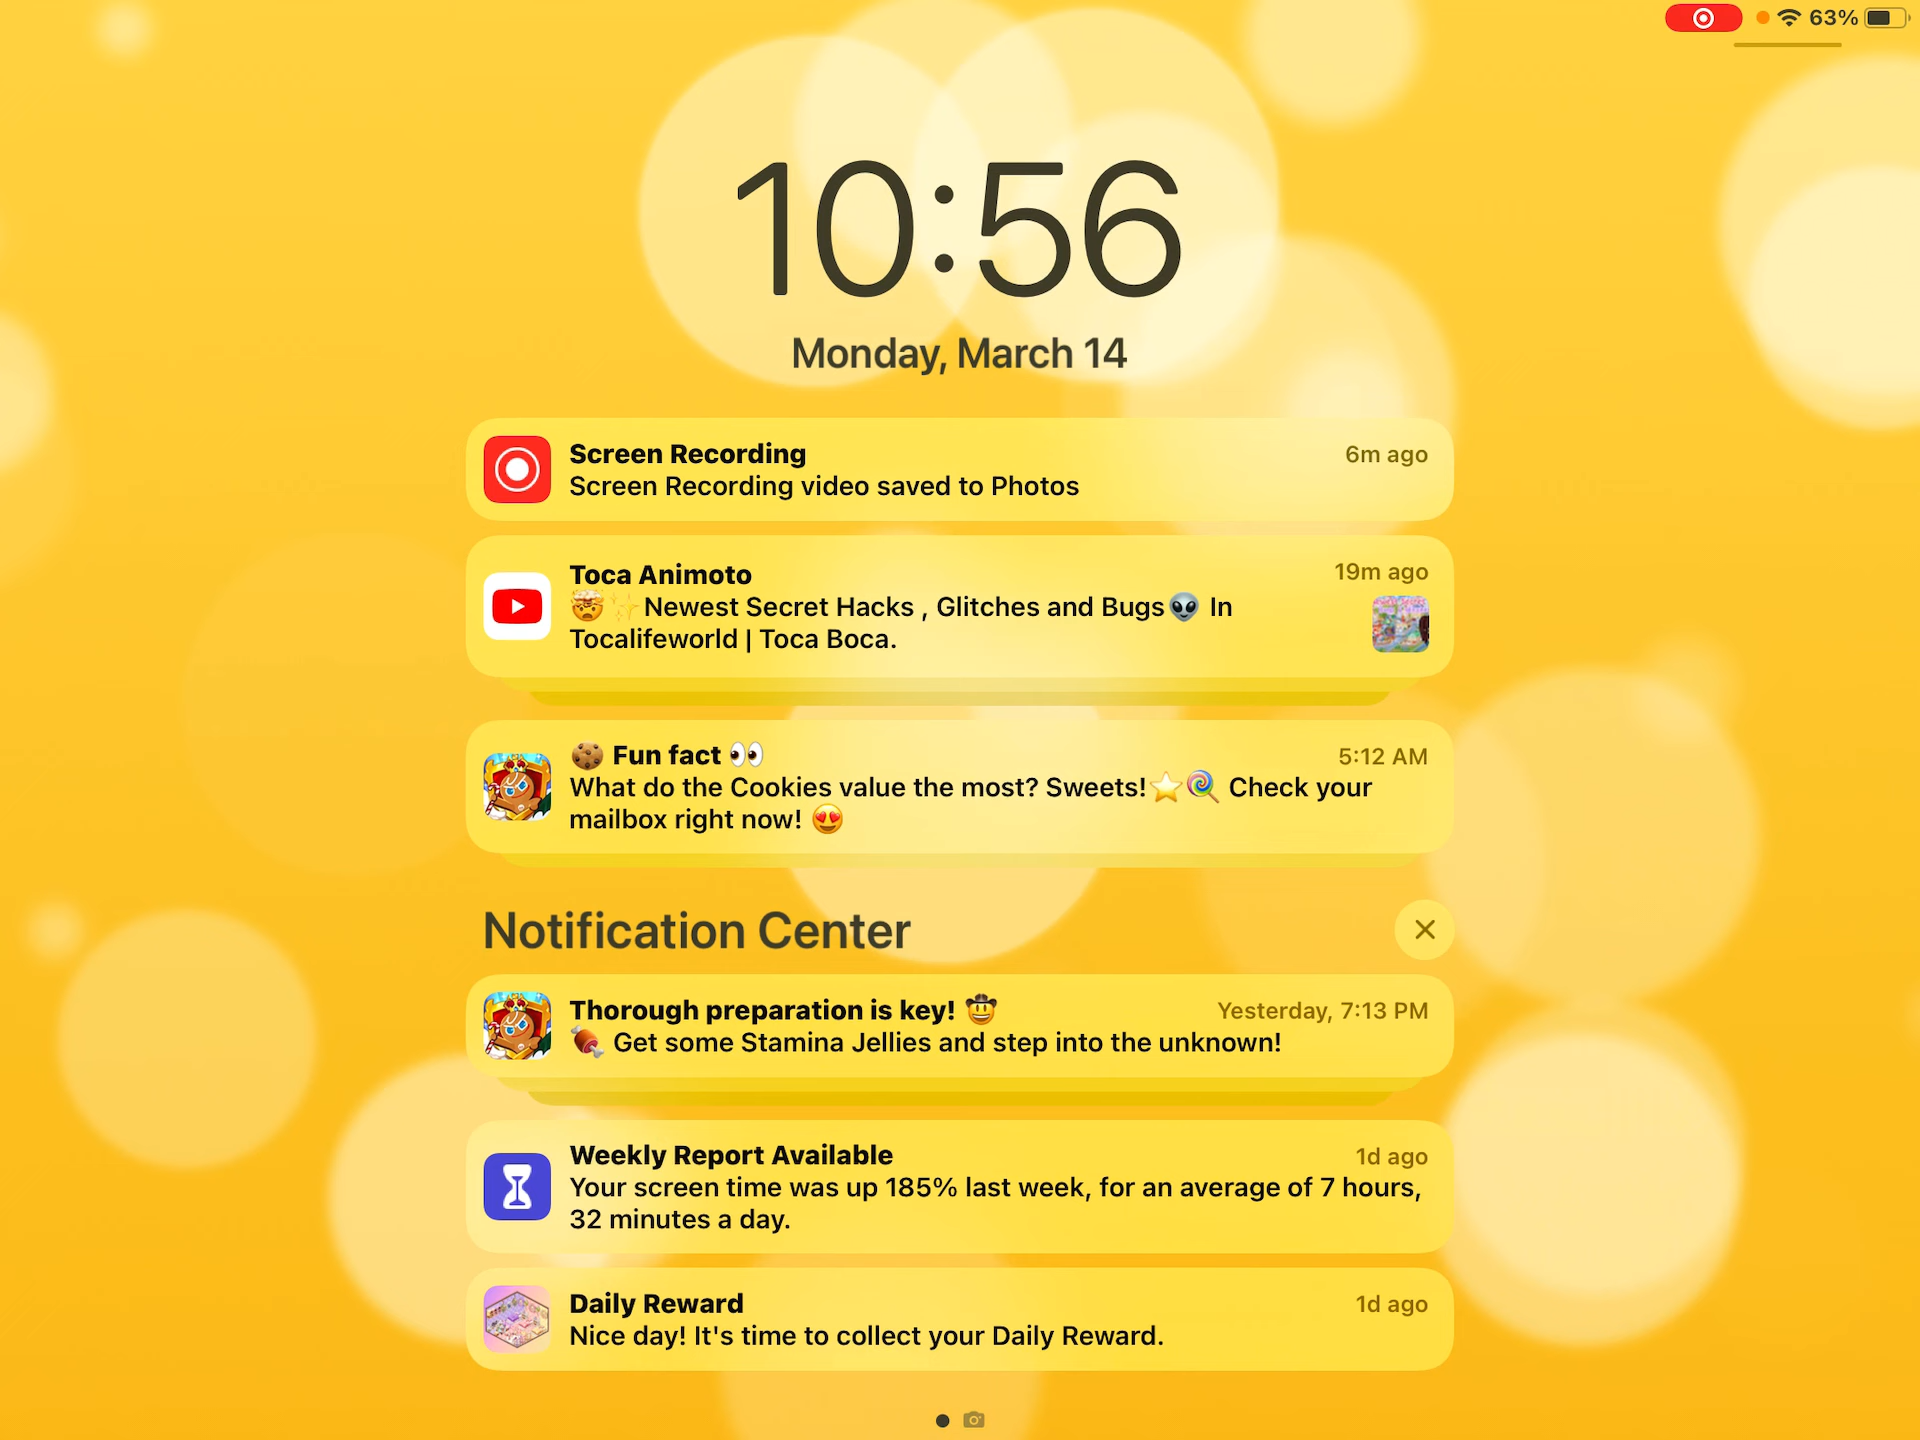 63%
10:56
Monday, March 14
Screen Recording
6m ago
Screen Recording video saved to Photos
Toca Animoto
19m ago
🤯✨Newest Secret Hacks , Glitches and Bugs👽 In
Tocalifeworld | Toca Boca.
🍪 Fun fact 👀
5:12 AM
What do the Cookies value the most? Sweets!⭐🍭 Check your
mailbox right now! 😍
Notification Center
Thorough preparation is key! 🤠
Yesterday, 7:13 PM
🍖 Get some Stamina Jellies and step into the unknown!
Weekly Report Available
1d ago
Your screen time was up 185% last week, for an average of 7 hours,
32 minutes a day.
Daily Reward
1d ago
Nice day! It's time to collect your Daily Reward.